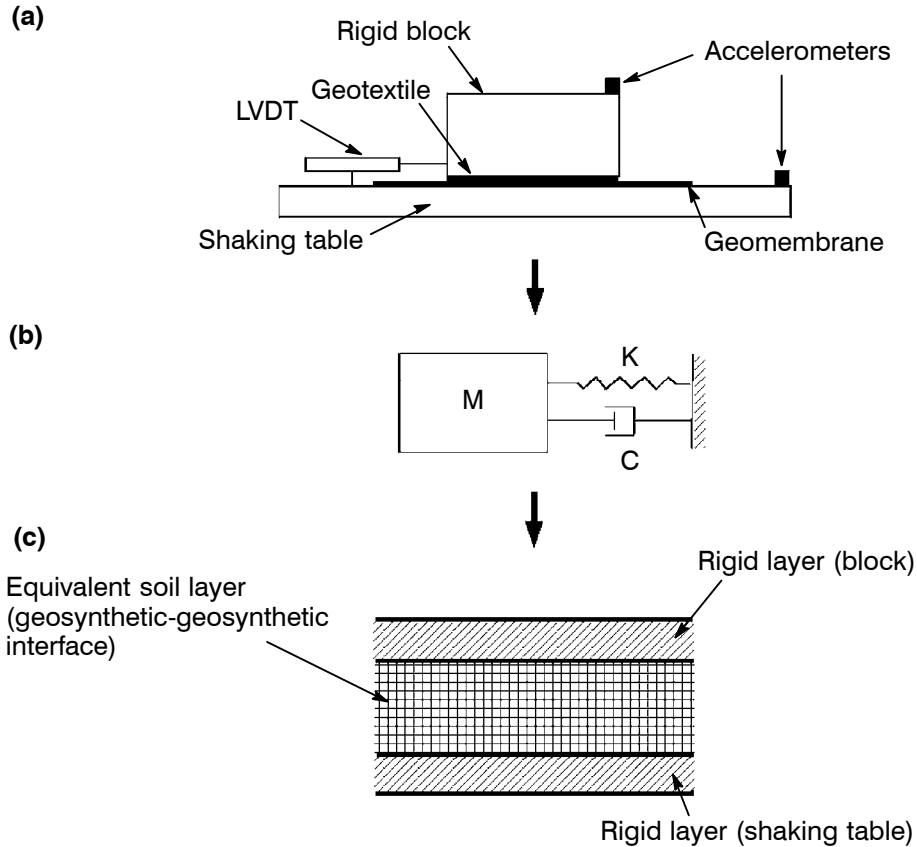 (a)
Rigid block
Accelerometers
Geotextile
LVDT
Shaking table
Geomembrane
(b)
K
M
C
(c)
Rigid layer (block)
Equivalent soil layer
(geosynthetic-geosynthetic
interface)
Rigid layer (shaking table)